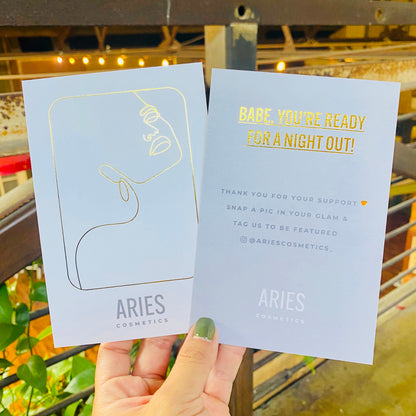 ARIES
COSMETICS
BABE, YOU'RE READY
FOR A NIGHT OUT!
THANK YOU FOR YOUR SUPPORT 🧡
SNAP A PIC IN YOUR GLAM &
TAG US TO BE FEATURED
@ARIESCOSMETICS_
ARIES
COSMETICS